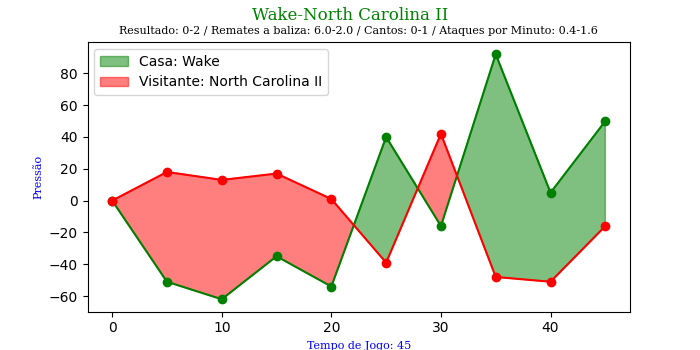 Wake-North Carolina II
Resultado: 0-2 / Remates a baliza: 6.0-2.0 / Cantos: 0-1 / Ataques por Minuto: 0.4-1.6
Casa: Wake
Visitante: North Carolina II
Pressão
80
60
40
20
0
−20
−40
−60
0 10 20 30 40
Tempo de Jogo: 45